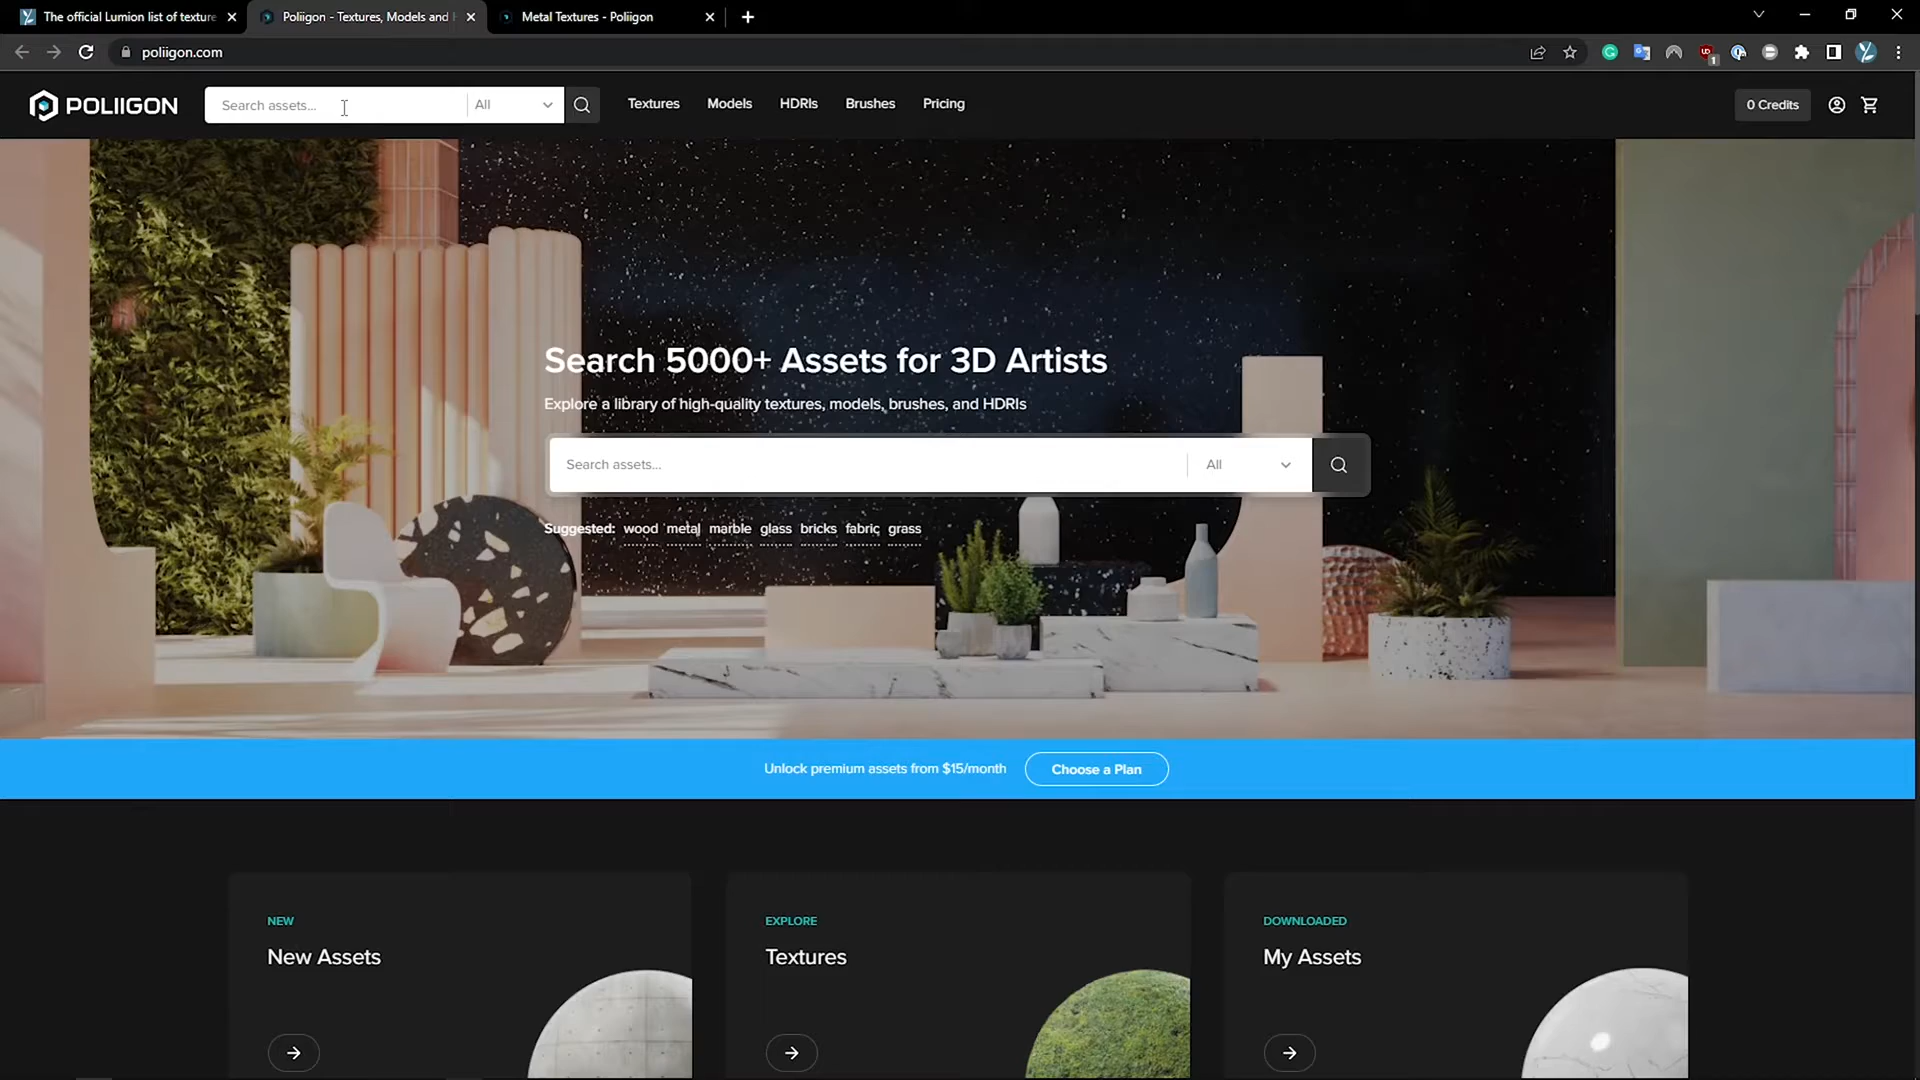 The official Lumion list of texture
Poliigon - Textures, Models and
Metal Textures - Poliigon
poliigon.com
1
POLIIGON
Search assets...
All
Textures
Models
HDRIs
Brushes
Pricing
0 Credits
Search 5000+ Assets for 3D Artists
Explore a library of high-quality textures, models, brushes, and HDRIs
Search assets...
All
Suggested: wood metal marble glass bricks fabric grass
Unlock premium assets from $15/month
Choose a Plan
NEW
New Assets
EXPLORE
Textures
DOWNLOADED
My Assets